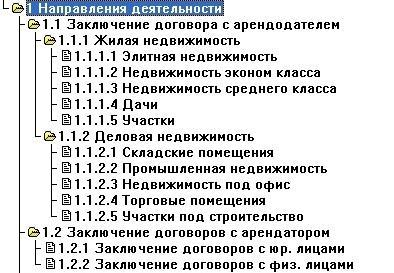 1 Направления деятельности
1.1 Заключение договора с арендодателем
1.1.1 Жилая недвижимость
1.1.1.1 Элитная недвижимость
1.1.1.2 Недвижимость эконом класса
1.1.1.3 Недвижимость среднего класса
1.1.1.4 Дачи
1.1.1.5 Участки
1.1.2 Деловая недвижимость
1.1.2.1 Складские помещения
1.1.2.2 Промышленная недвижимость
1.1.2.3 Недвижимость под офис
1.1.2.4 Торговые помещения
1.1.2.5 Участки под строительство
1.2 Заключение договоров с арендатором
1.2.1 Заключение договоров с юр. лицами
1.2.2 Заключение договоров с физ. лицами